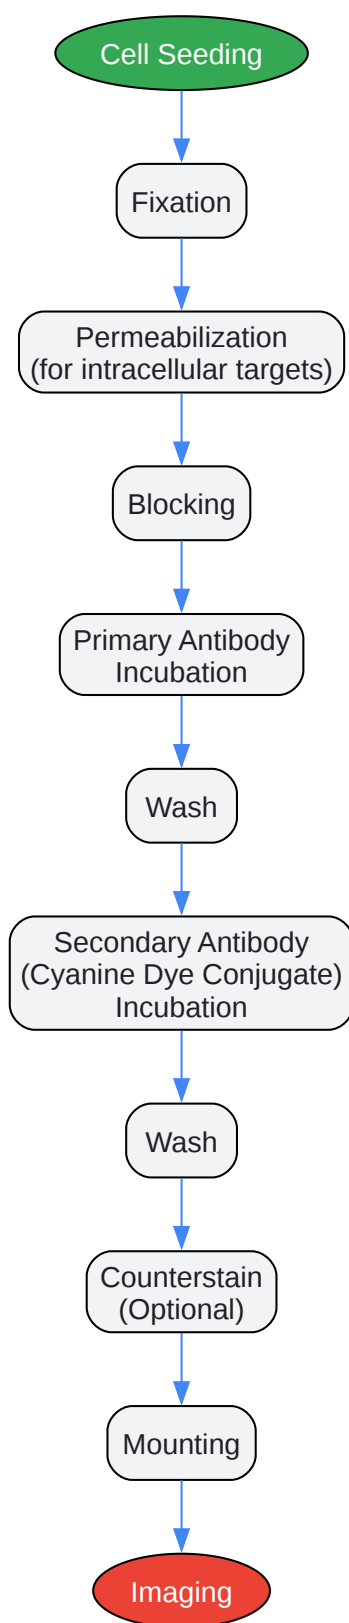 Cell Seeding
Fixation
Permeabilization
(for intracellular targets)
Blocking
Primary Antibody
Incubation
Wash
Secondary Antibody
(Cyanine Dye Conjugate)
Incubation
Wash
Counterstain
(Optional)
Mounting
Imaging